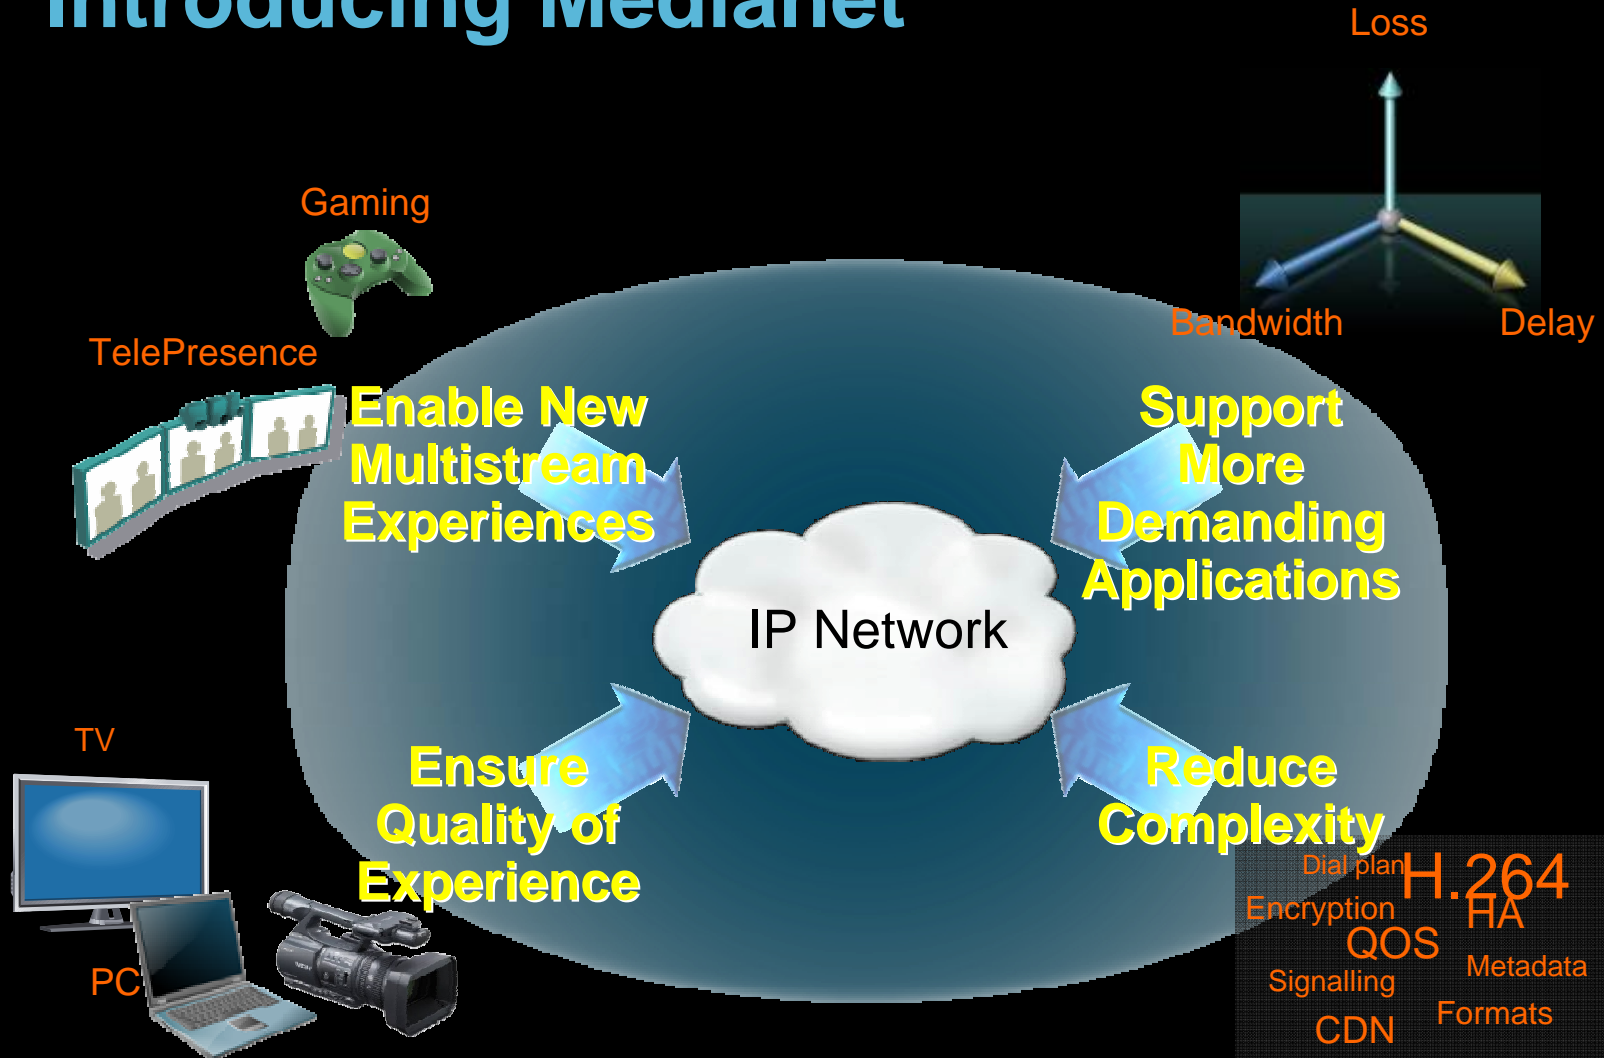 Introducing Medianet
Loss
Gaming
Bandwidth
Delay
TelePresence
Enable New
Multistream
Experiences
Support
More
Demanding
Applications
IP Network
TV
Ensure
Quality of
Experience
Reduce
Complexity
PC
Dial plan
H.264
Encryption
HA
QOS
Metadata
Signalling
Formats
CDN